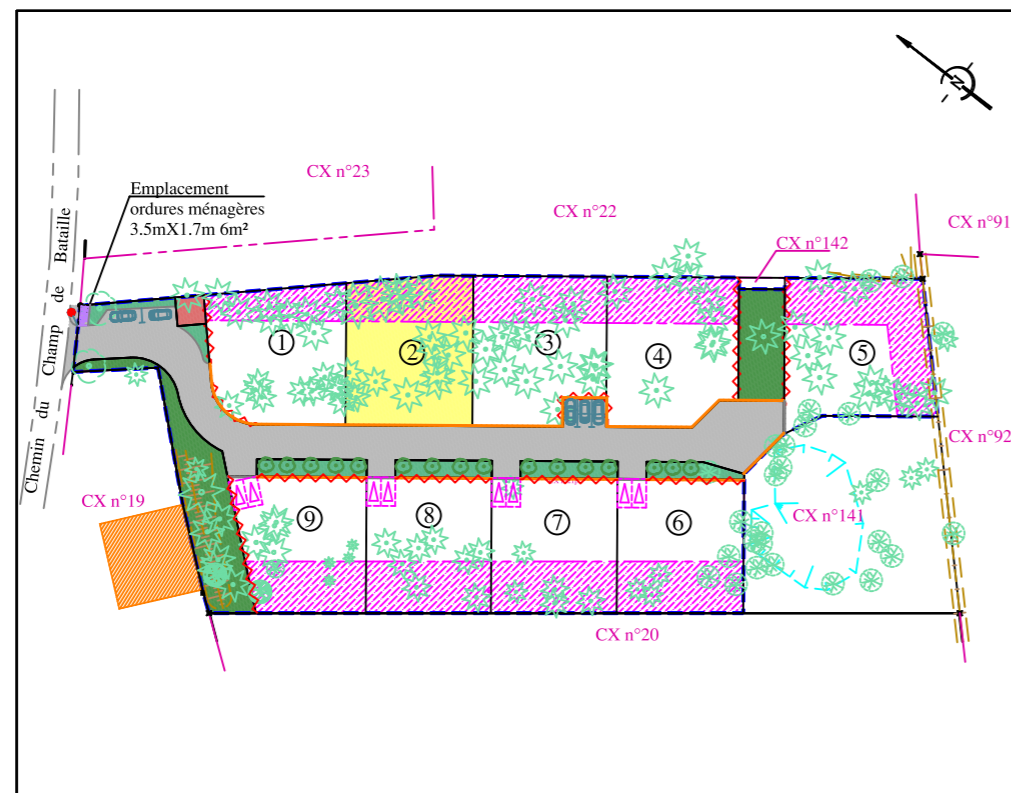 N
CX n°23
CX n°22
CX n°91
CX n°142
Emplacement
ordures ménagères
3.5mX1.7m 6m²
Chemin du Champ de Bataille
1
2
3
4
5
CX n°92
CX n°19
9
8
7
6
CX n°141
CX n°20